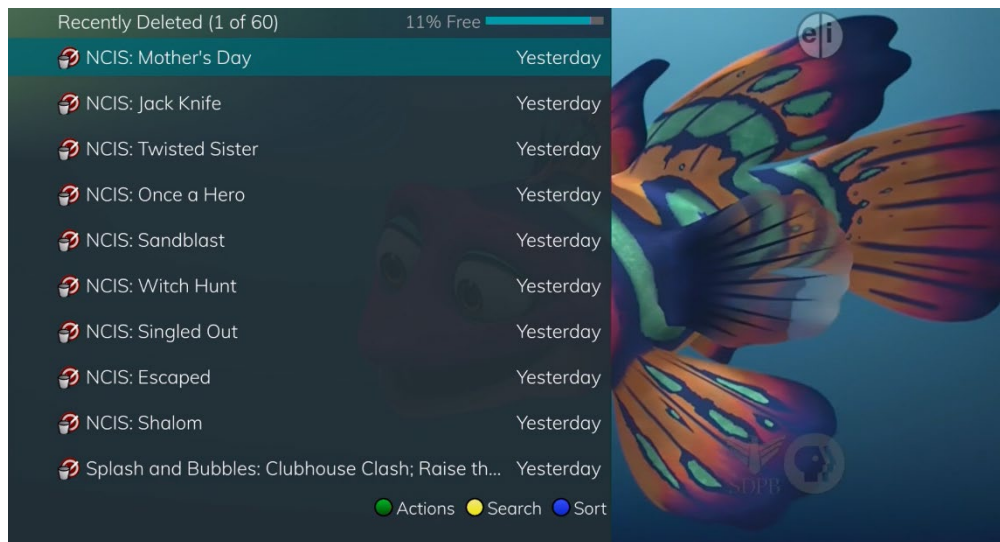 Recently Deleted (1 of 60) 11% Free
NCIS: Mother's Day Yesterday
NCIS: Jack Knife Yesterday
NCIS: Twisted Sister Yesterday
NCIS: Once a Hero Yesterday
NCIS: Sandblast Yesterday
NCIS: Witch Hunt Yesterday
NCIS: Singled Out Yesterday
NCIS: Escaped Yesterday
NCIS: Shalom Yesterday
Splash and Bubbles: Clubhouse Clash; Raise th... Yesterday
Actions Search Sort
e|i
SDPB